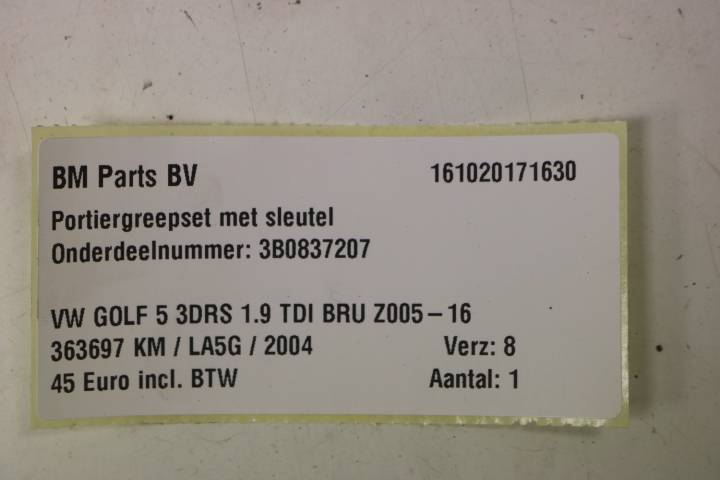 BM Parts BV 161020171630
Portiergreepset met sleutel
Onderdeelnummer: 3B0837207
VW GOLF 5 3DRS 1.9 TDI BRU Z005-16
363697 KM / LA5G / 2004 Verz: 8
45 Euro incl. BTW Aantal: 1